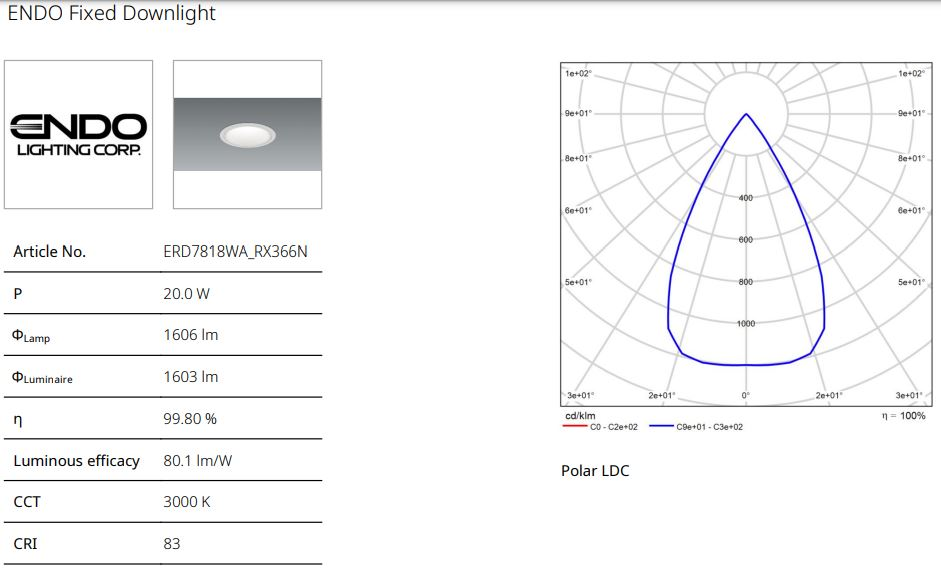 ENDO Fixed Downlight
ENDO
LIGHTING CORP.
Article No. ERD7818WA_RX366N
P 20.0 W
ΦLamp 1606 lm
ΦLuminaire 1603 lm
η 99.80 %
Luminous efficacy 80.1 lm/W
CCT 3000 K
CRI 83
1e+02° 1e+02°
9e+01° 9e+01°
8e+01° 8e+01°
400
6e+01° 6e+01°
600
5e+01° 800 5e+01°
1000
3e+01° 2e+01° 0° 2e+01° 3e+01°
cd/klm η = 100%
C0 - C2e+02 C9e+01 - C3e+02
Polar LDC